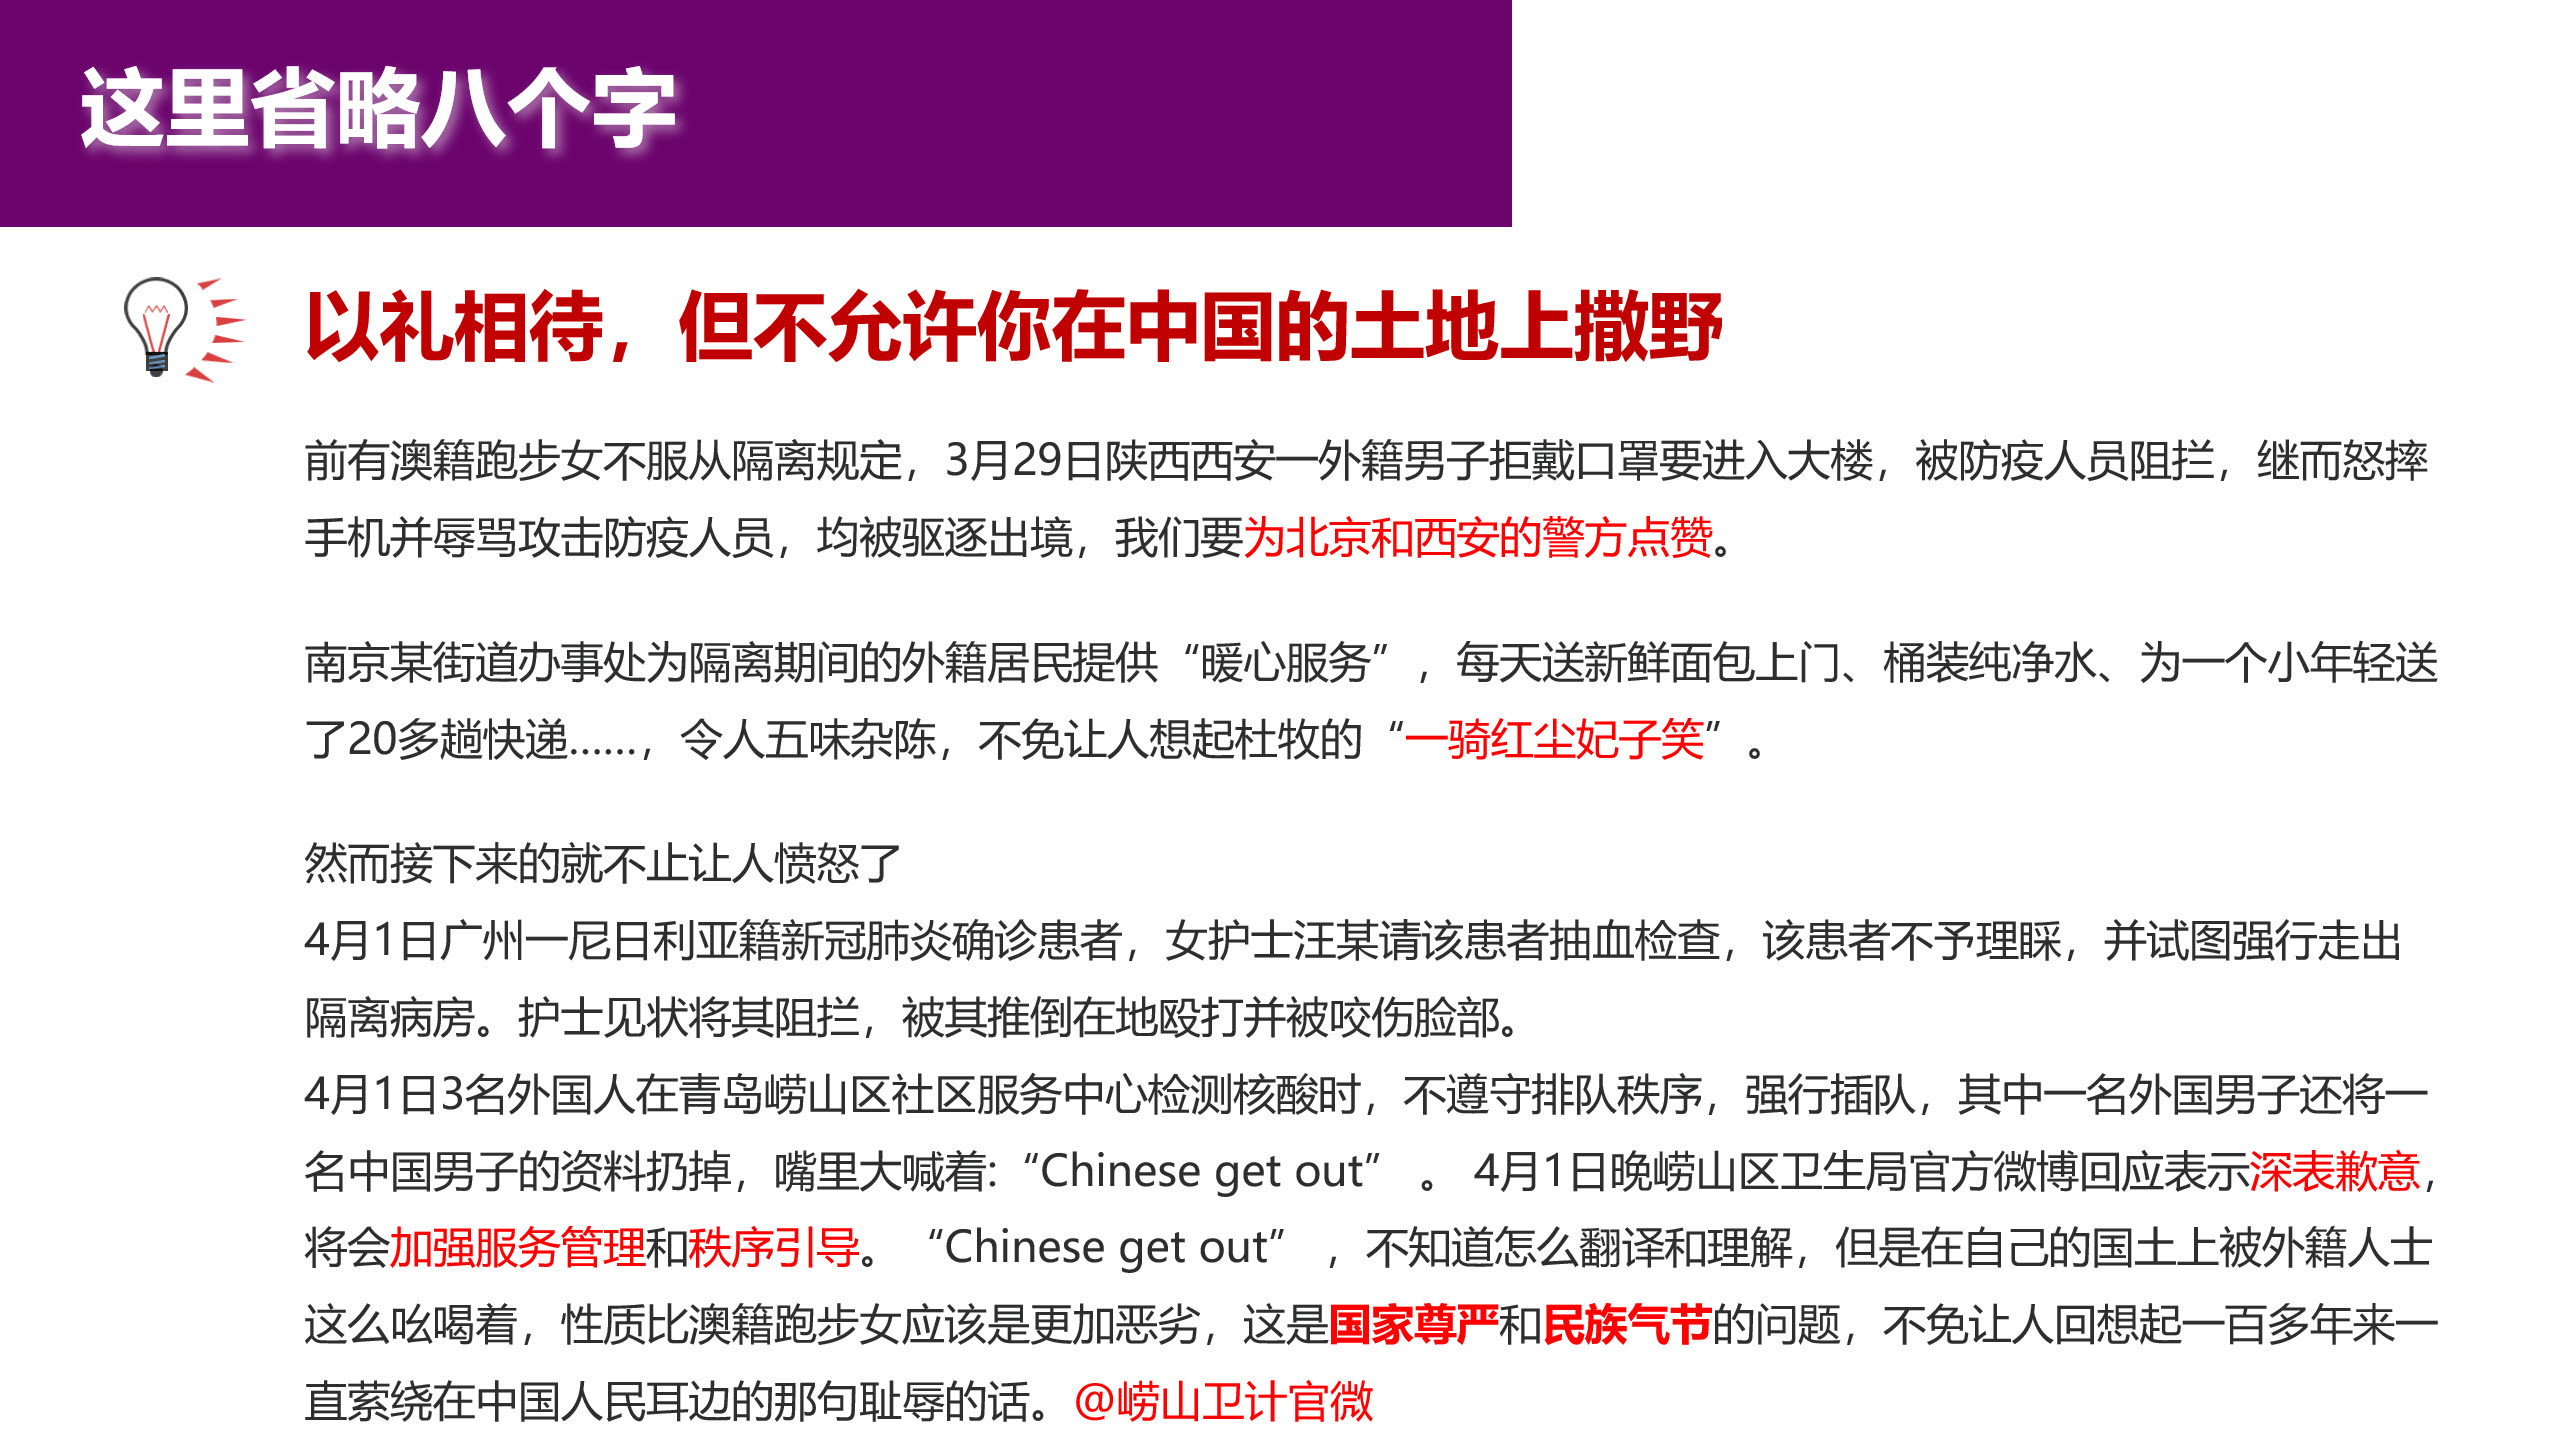 这里省略八个字
以礼相待，但不允许你在中国的土地上撒野
前有澳籍跑步女不服从隔离规定，3月29日陕西西安一外籍男子拒戴口罩要进入大楼，被防疫人员阻拦，继而怒摔
手机并辱骂攻击防疫人员，均被驱逐出境，我们要为北京和西安的警方点赞。
南京某街道办事处为隔离期间的外籍居民提供“暖心服务”，每天送新鲜面包上门、桶装纯净水、为一个小年轻送
了20多趟快递......，令人五味杂陈，不免让人想起杜牧的“一骑红尘妃子笑”。
然而接下来的就不止让人愤怒了
4月1日广州一尼日利亚籍新冠肺炎确诊患者，女护士汪某请该患者抽血检查，该患者不予理睬，并试图强行走出
隔离病房。护士见状将其阻拦，被其推倒在地殴打并被咬伤脸部。
4月1日3名外国人在青岛崂山区社区服务中心检测核酸时，不遵守排队秩序，强行插队，其中一名外国男子还将一
名中国男子的资料扔掉，嘴里大喊着：“Chinese get out” 。 4月1日晚崂山区卫生局官方微博回应表示深表歉意，
将会加强服务管理和秩序引导。 “Chinese get out” ，不知道怎么翻译和理解，但是在自己的国土上被外籍人士
这么吆喝着，性质比澳籍跑步女应该是更加恶劣，这是国家尊严和民族气节的问题，不免让人回想起一百多年来一
直萦绕在中国人民耳边的那句耻辱的话。@崂山卫计官微